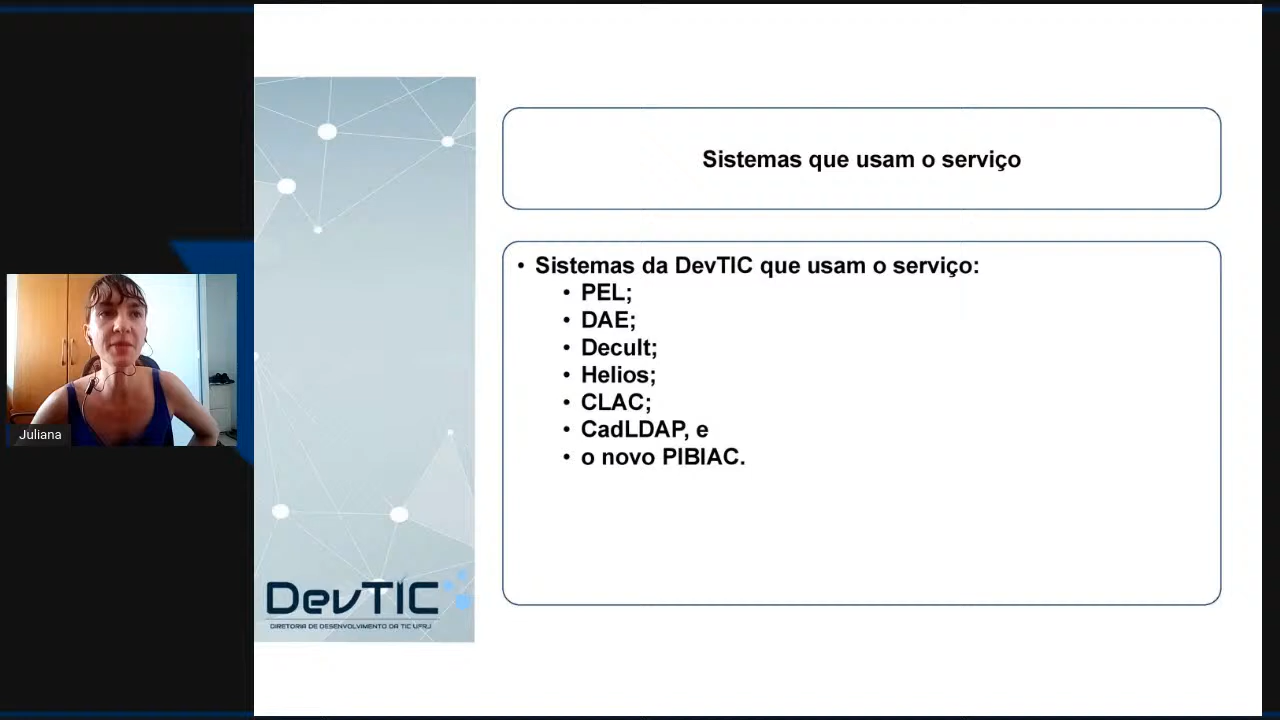 Sistemas que usam o serviço
• Sistemas da DevTIC que usam o serviço:
• PEL;
• DAE;
• Decult;
• Helios;
• CLAC;
• CadLDAP, e
• o novo PIBIAC.
Juliana
DevTIC
DIRETORIA DE DESENVOLVIMENTO DA TIC UFRJ